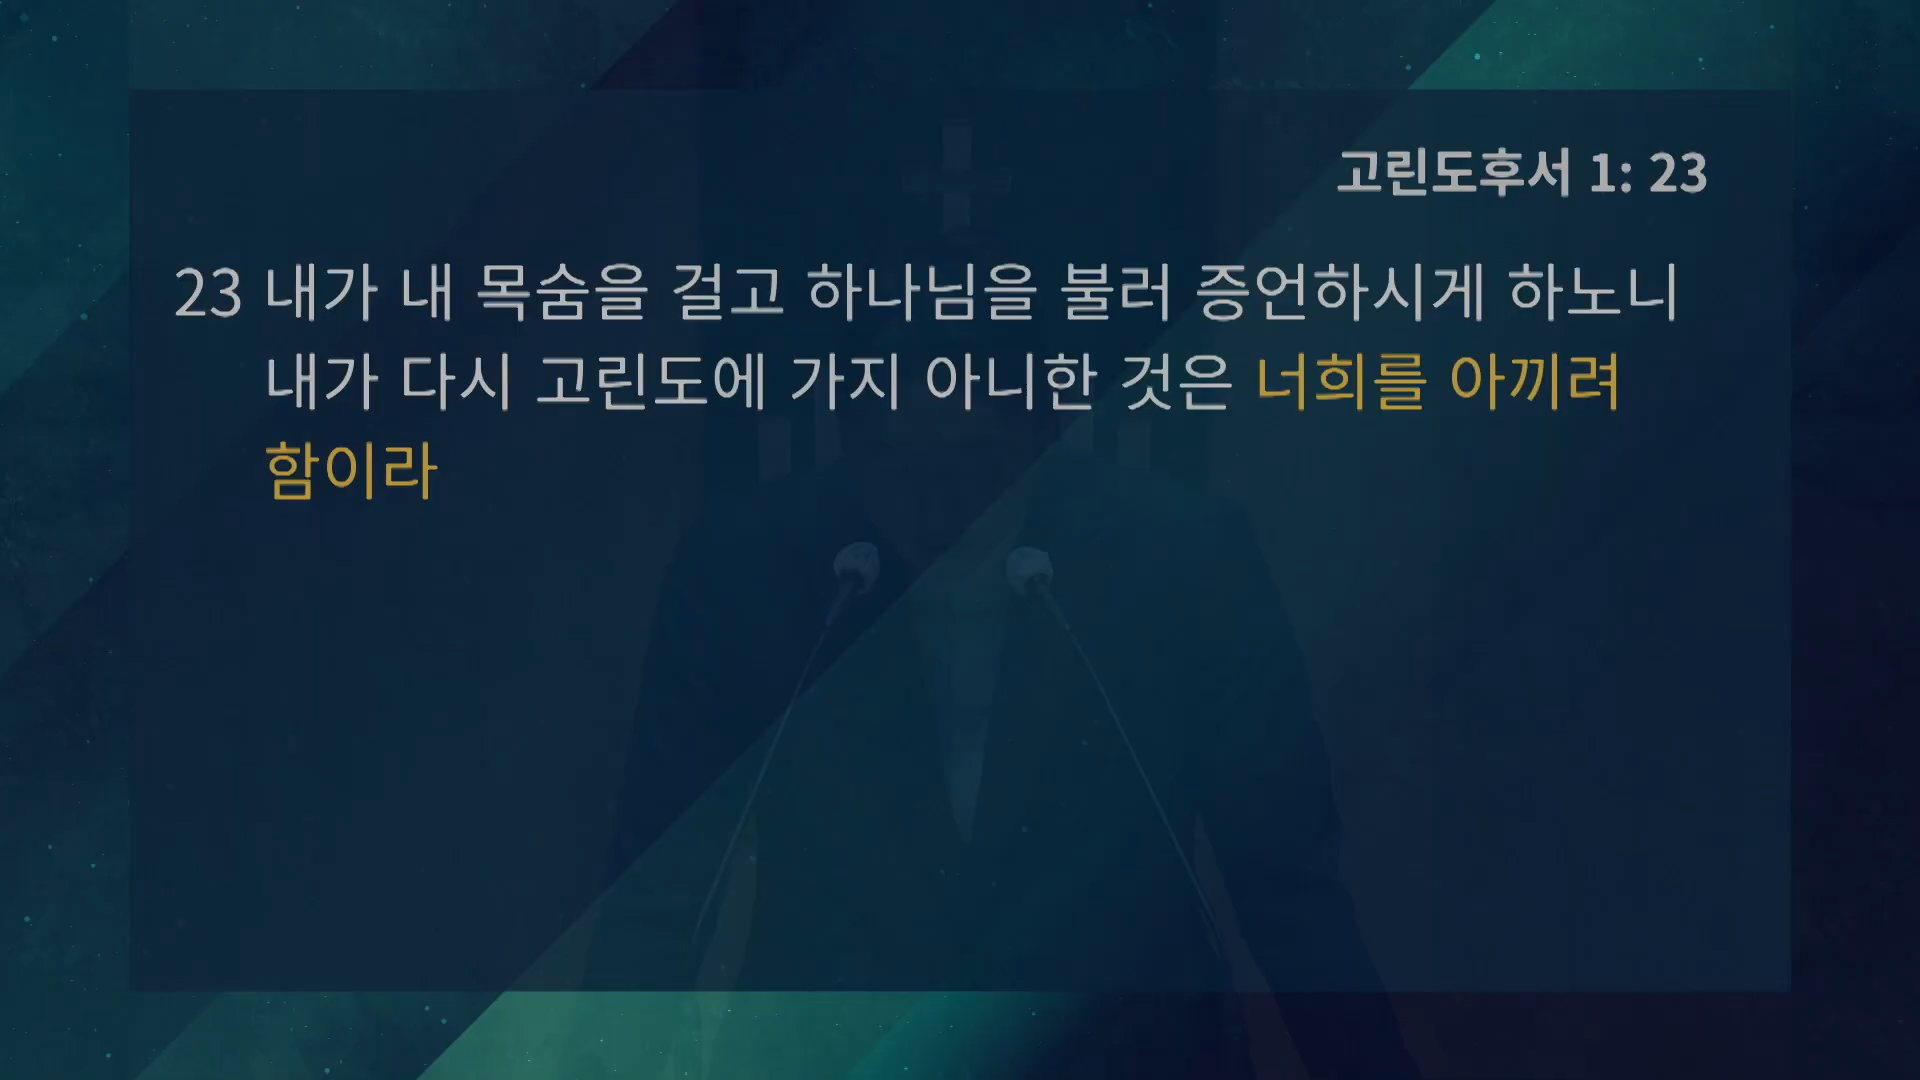 고린도후서 1: 23
23 내가 내 목숨을 걸고 하나님을 불러 증언하시게 하노니
내가 다시 고린도에 가지 아니한 것은 너희를 아끼려
함이라